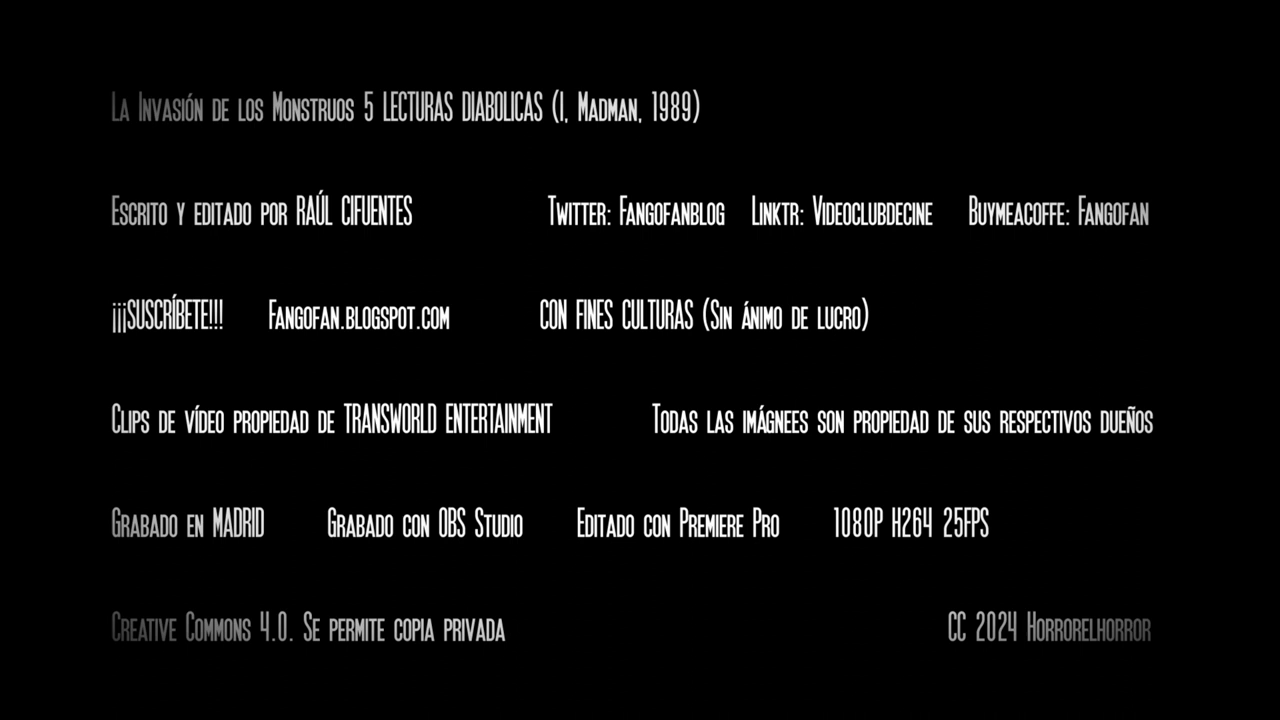 La Invasión de los Monstruos 5 LECTURAS DIABOLICAS (I, Madman, 1989)
Escrito y editado por RAÚL CIFUENTES Twitter: Fangofanblog Linktr: Videoclubdecine Buymeacoffe: Fangofan
¡¡¡SUSCRÍBETE!!! Fangofan.blogspot.com CON FINES CULTURAS (Sin ánimo de lucro)
Clips de vídeo propiedad de TRANSWORLD ENTERTAINMENT Todas las imágnees son propiedad de sus respectivos dueños
Grabado en MADRID Grabado con OBS Studio Editado con Premiere Pro 1080P H264 25FPS
Creative Commons 4.0. Se permite copia privada CC 2024 Horrorelhorror